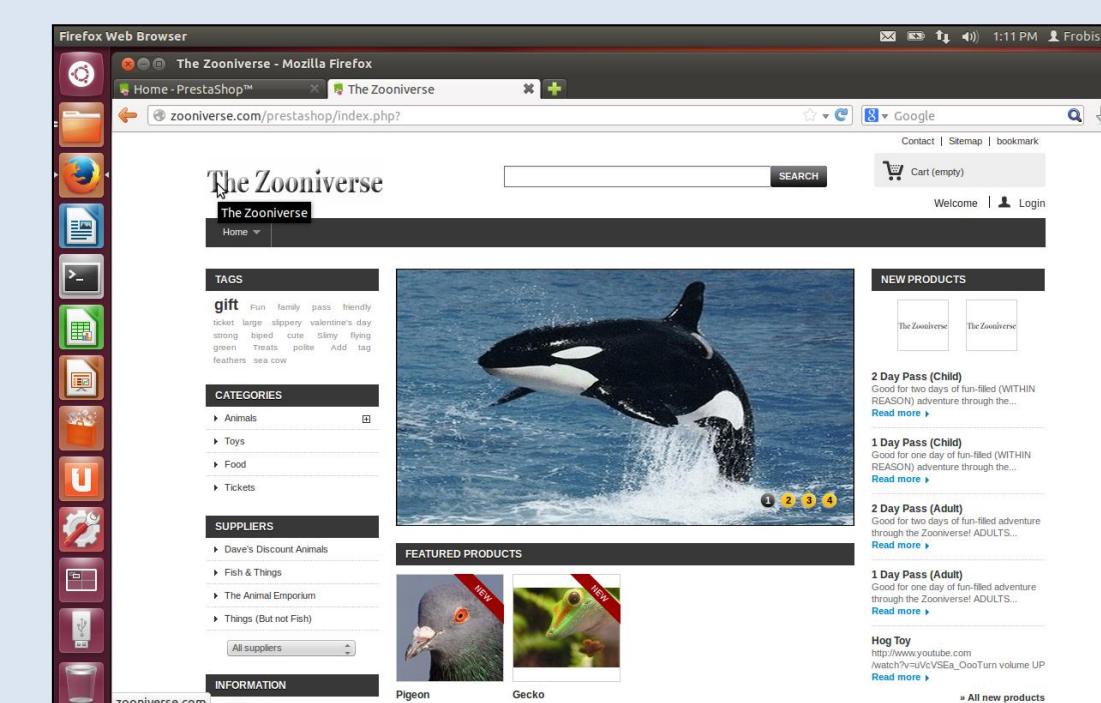 Firefox Web Browser
1:11 PM Frobis
The Zooniverse - Mozilla Firefox
Home - PrestaShop™
The Zooniverse
zooniverse.com/prestashop/index.php?
Google
Contact | Sitemap | bookmark
The Zooniverse
SEARCH
Cart (empty)
The Zooniverse
Welcome | Login
Home
TAGS
gift Fun family pass friendly
ticket large slippery valentine's day
strong biped cute Slimy flying
green Treats polite Add tag
feathers sea cow
CATEGORIES
Animals
Toys
Food
Tickets
SUPPLIERS
Dave's Discount Animals
Fish & Things
The Animal Emporium
Things (But not Fish)
All suppliers
INFORMATION
zooniverse.com
1 2 3 4
FEATURED PRODUCTS
NEW
NEW
Pigeon
Gecko
NEW PRODUCTS
The Zooniverse
The Zooniverse
2 Day Pass (Child)
Good for two days of fun-filled (WITHIN
REASON) adventure through the...
Read more
1 Day Pass (Child)
Good for one day of fun-filled (WITHIN
REASON) adventure through the...
Read more
2 Day Pass (Adult)
Good for two days of fun-filled adventure
through the Zooniverse! ADULTS...
Read more
1 Day Pass (Adult)
Good for one day of fun-filled adventure
through the Zooniverse! ADULTS...
Read more
Hog Toy
http://www.youtube.com
/watch?v=uVcVSEa_OooTurn volume UP
Read more
» All new products